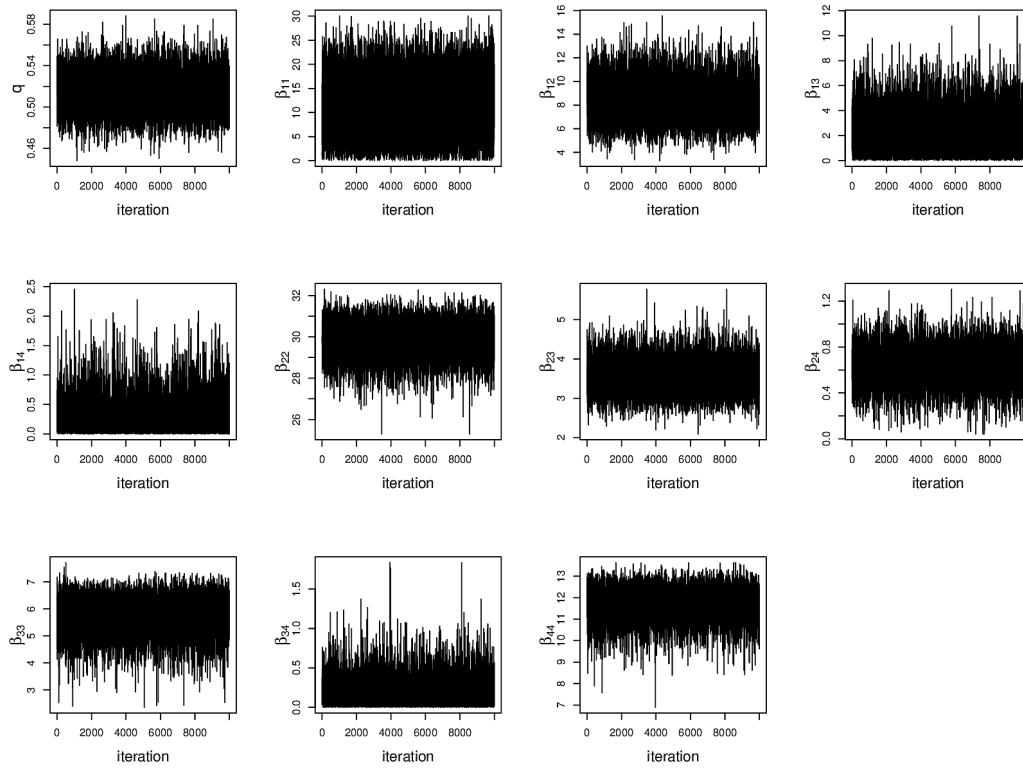 q
0.46 0.50 0.54 0.58
0 2000 4000 6000 8000
iteration
β11
0 5 10 15 20 25 30
0 2000 4000 6000 8000
iteration
β12
4 6 8 10 12 14 16
0 2000 4000 6000 8000
iteration
β13
0 2 4 6 8 10 12
0 2000 4000 6000 8000
iteration
β14
0.0 0.5 1.0 1.5 2.0 2.5
0 2000 4000 6000 8000
iteration
β22
26 28 30 32
0 2000 4000 6000 8000
iteration
β23
2 3 4 5
0 2000 4000 6000 8000
iteration
β24
0.0 0.4 0.8 1.2
0 2000 4000 6000 8000
iteration
β33
3 4 5 6 7
0 2000 4000 6000 8000
iteration
β34
0.0 0.5 1.0 1.5
0 2000 4000 6000 8000
iteration
β44
7 8 9 10 11 12 13
0 2000 4000 6000 8000
iteration